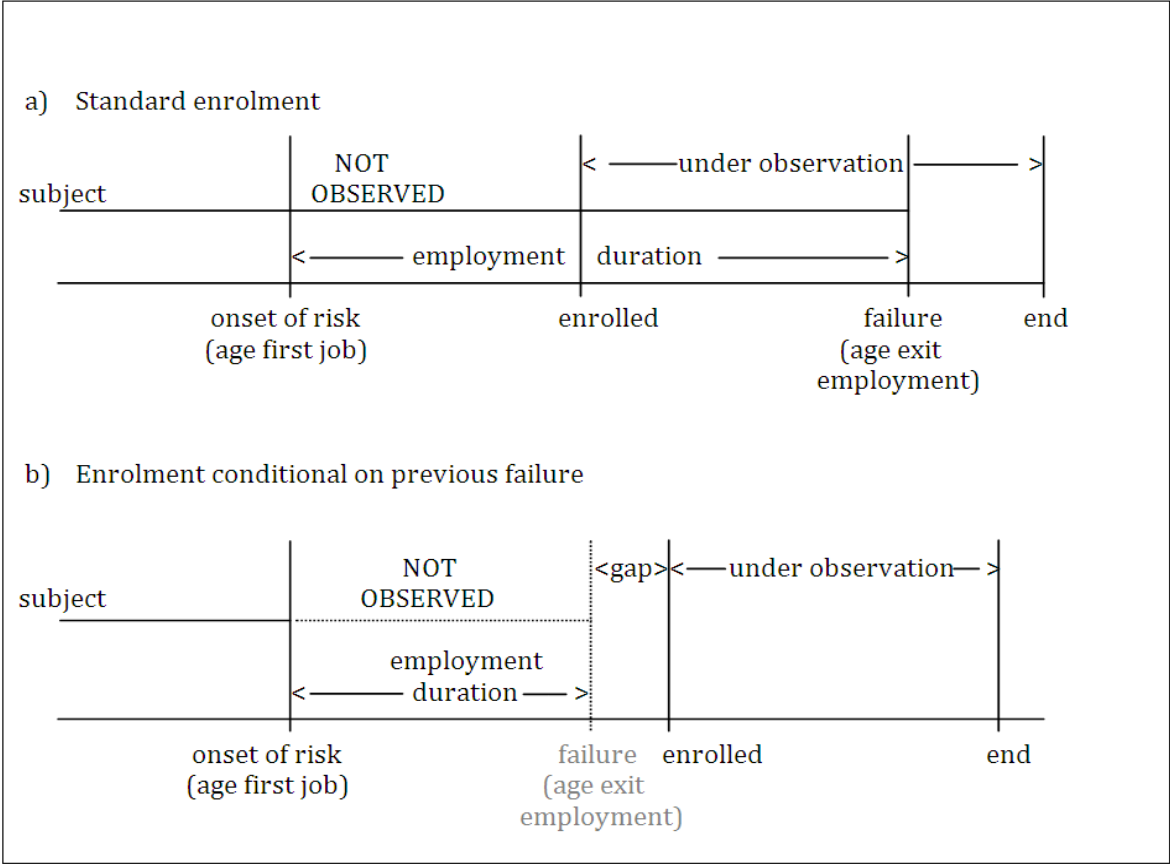 a) Standard enrolment
NOT
OBSERVED
< under observation >
subject
< employment duration >
onset of risk
(age first job)
enrolled
failure
(age exit
employment)
end
b) Enrolment conditional on previous failure
NOT
OBSERVED
<gap>
< under observation >
subject
employment
< duration >
onset of risk
(age first job)
failure
(age exit
employment)
enrolled
end